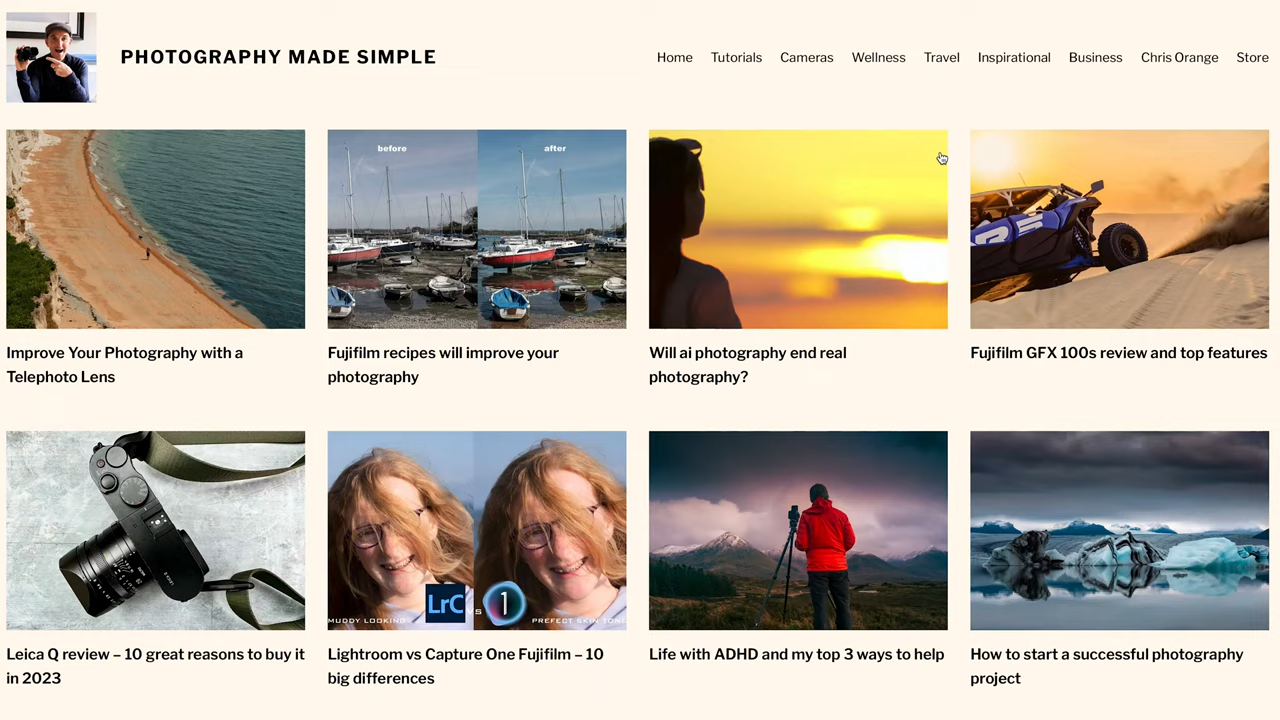 PHOTOGRAPHY MADE SIMPLE
Home Tutorials Cameras Wellness Travel Inspirational Business Chris Orange Store
before after
Improve Your Photography with a
Telephoto Lens
Fujifilm recipes will improve your
photography
Will ai photography end real
photography?
Fujifilm GFX 100s review and top features
LrC VS 1
MUDDY LOOKING
PREFECT SKIN TONE
Leica Q review – 10 great reasons to buy it
in 2023
Lightroom vs Capture One Fujifilm – 10
big differences
Life with ADHD and my top 3 ways to help
How to start a successful photography
project